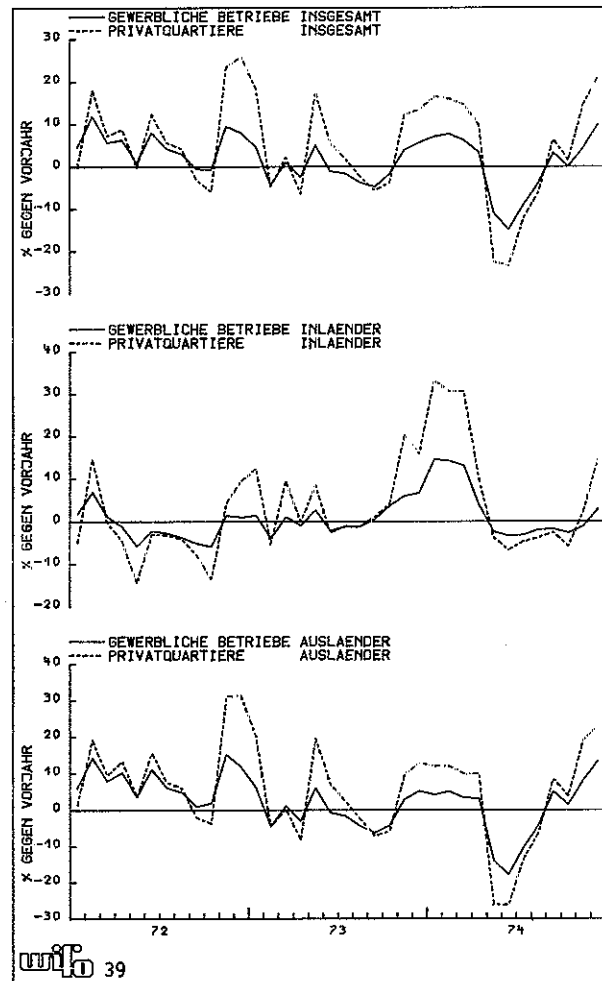 GEWERBLICHE BETRIEBE INSGESAMT
PRIVATQUARTIERE INSGESAMT
30
20
10
0
-10
-20
-30
% GEGEN VORJAHR
GEWERBLICHE BETRIEBE INLAENDER
PRIVATQUARTIERE INLAENDER
40
30
20
10
0
-10
-20
% GEGEN VORJAHR
GEWERBLICHE BETRIEBE AUSLAENDER
PRIVATQUARTIERE AUSLAENDER
40
30
20
10
0
-10
-20
-30
% GEGEN VORJAHR
72 73 74
wifo 39